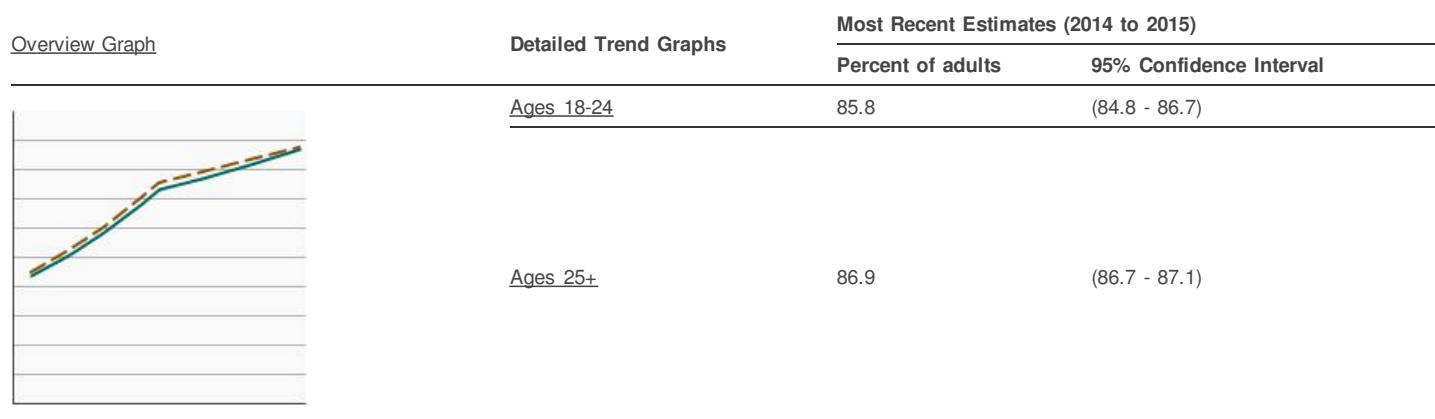 Overview Graph
Detailed Trend Graphs
Most Recent Estimates (2014 to 2015)
Percent of adults 95% Confidence Interval
Ages 18-24 85.8 (84.8 - 86.7)
Ages 25+ 86.9 (86.7 - 87.1)